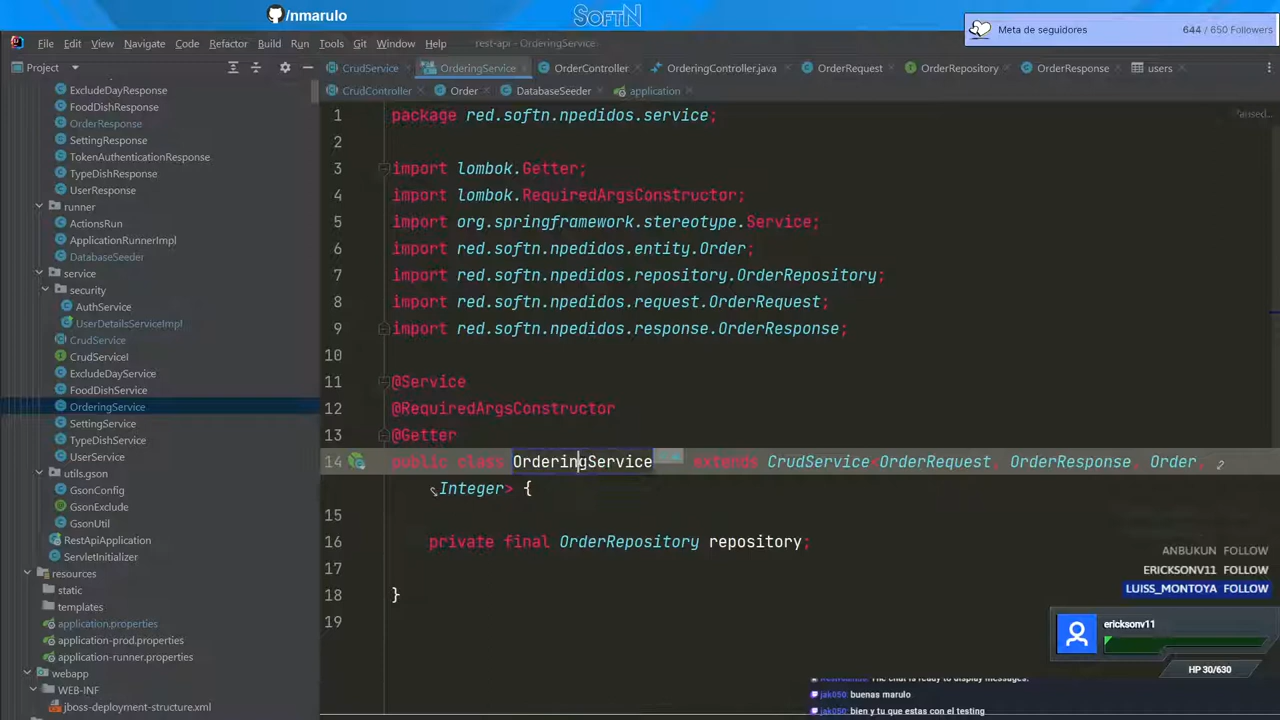 /nmarulo
SOFTN
Meta de seguidores
644 / 650 Followers
File Edit View Navigate Code Refactor Build Run Tools Git Window Help rest-api - OrderingService
Project
CrudService OrderingService OrderController OrderingController.java OrderRequest OrderRepository OrderResponse users
CrudController Order DatabaseSeeder application
ExcludeDayResponse
FoodDishResponse
OrderResponse
SettingResponse
TokenAuthenticationResponse
TypeDishResponse
UserResponse
runner
ActionsRun
ApplicationRunnerImpl
DatabaseSeeder
service
security
AuthService
UserDetailsServiceImpl
CrudService
CrudServiceI
ExcludeDayService
FoodDishService
OrderingService
SettingService
TypeDishService
UserService
utils.gson
GsonConfig
GsonExclude
GsonUtil
RestApiApplication
ServletInitializer
resources
static
templates
application.properties
application-prod.properties
application-runner.properties
webapp
WEB-INF
jboss-deployment-structure.xml
1 package red.softn.npedidos.service;
2
3 import lombok.Getter;
4 import lombok.RequiredArgsConstructor;
5 import org.springframework.stereotype.Service;
6 import red.softn.npedidos.entity.Order;
7 import red.softn.npedidos.repository.OrderRepository;
8 import red.softn.npedidos.request.OrderRequest;
9 import red.softn.npedidos.response.OrderResponse;
10
11 @Service
12 @RequiredArgsConstructor
13 @Getter
14 public class OrderingService extends CrudService<OrderRequest, OrderResponse, Order,
Integer> {
15
16 private final OrderRepository repository;
17
18 }
19
ANBUKUN FOLLOW
ERICKSONV11 FOLLOW
LUISS_MONTOYA FOLLOW
ericksonv11
HP 30/630
The chat is ready to display messages.
jak050: buenas marulo
jak050: bien y tu que estas con el testing